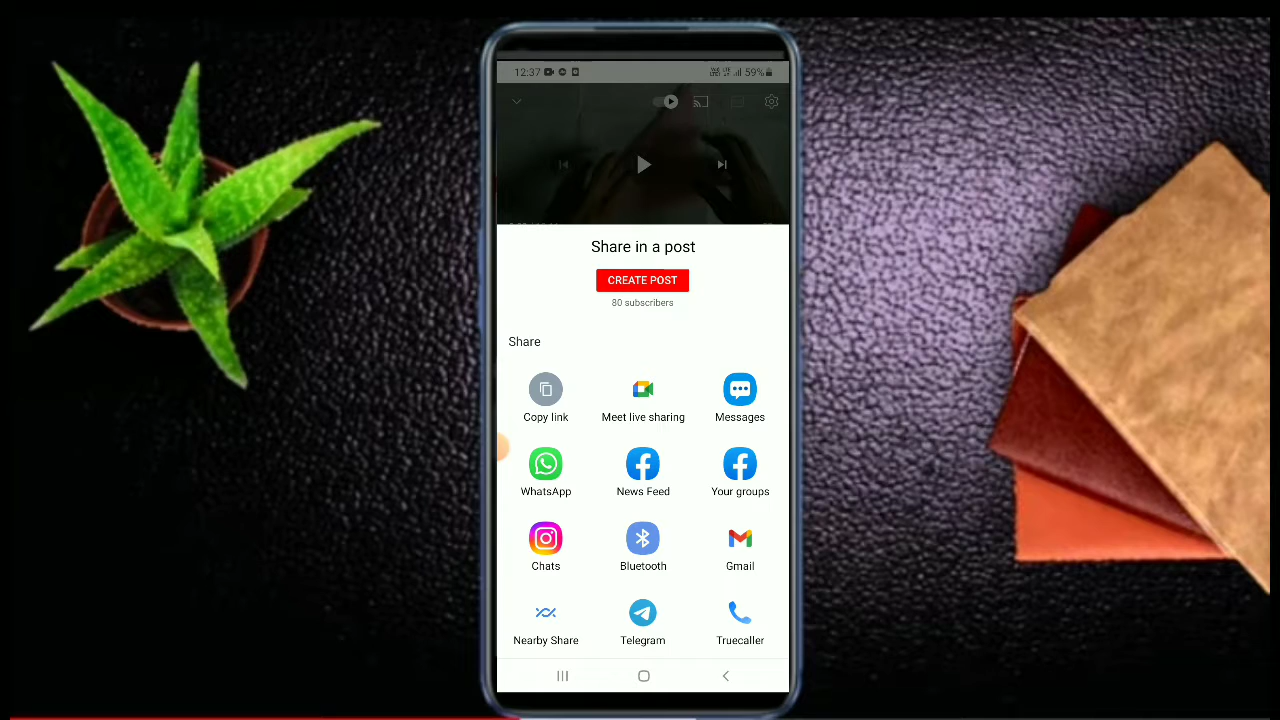 12:37 59%
Share in a post
CREATE POST
80 subscribers
Share
Copy link Meet live sharing Messages
WhatsApp News Feed Your groups
Chats Bluetooth Gmail
Nearby Share Telegram Truecaller